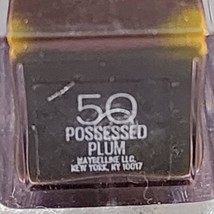 50
POSSESSED
PLUM
MAYBELLINE LLC,
NEW YORK, NY 10017